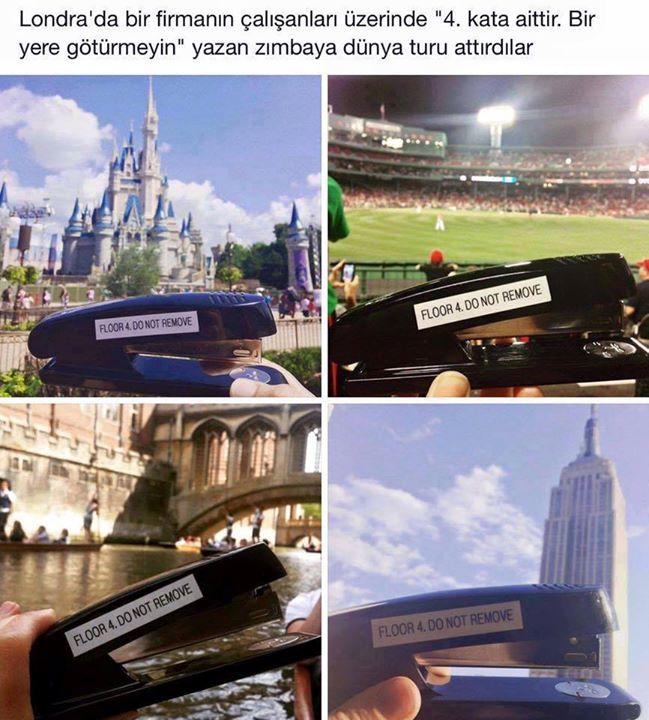 Londra'da bir firmanın çalışanları üzerinde "4. kata aittir. Bir
yere götürmeyin" yazan zımbaya dünya turu attırdılar
FLOOR 4. DO NOT REMOVE
FLOOR 4. DO NOT REMOVE
FLOOR 4. DO NOT REMOVE
FLOOR 4. DO NOT REMOVE